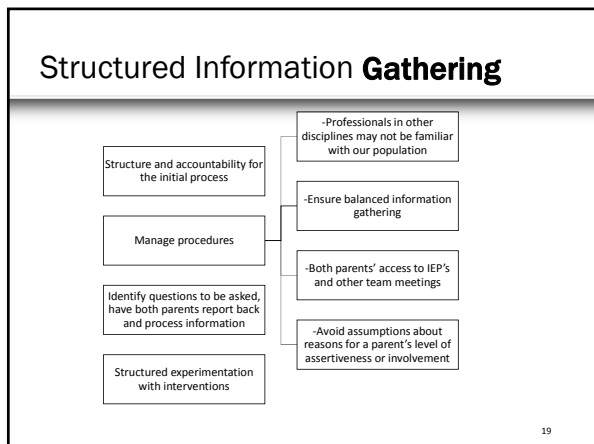 Structured Information Gathering
Structure and accountability for
the initial process
Manage procedures
Identify questions to be asked,
have both parents report back
and process information
Structured experimentation
with interventions
-Professionals in other
disciplines may not be familiar
with our population
-Ensure balanced information
gathering
-Both parents' access to IEP's
and other team meetings
-Avoid assumptions about
reasons for a parent's level of
assertiveness or involvement
19